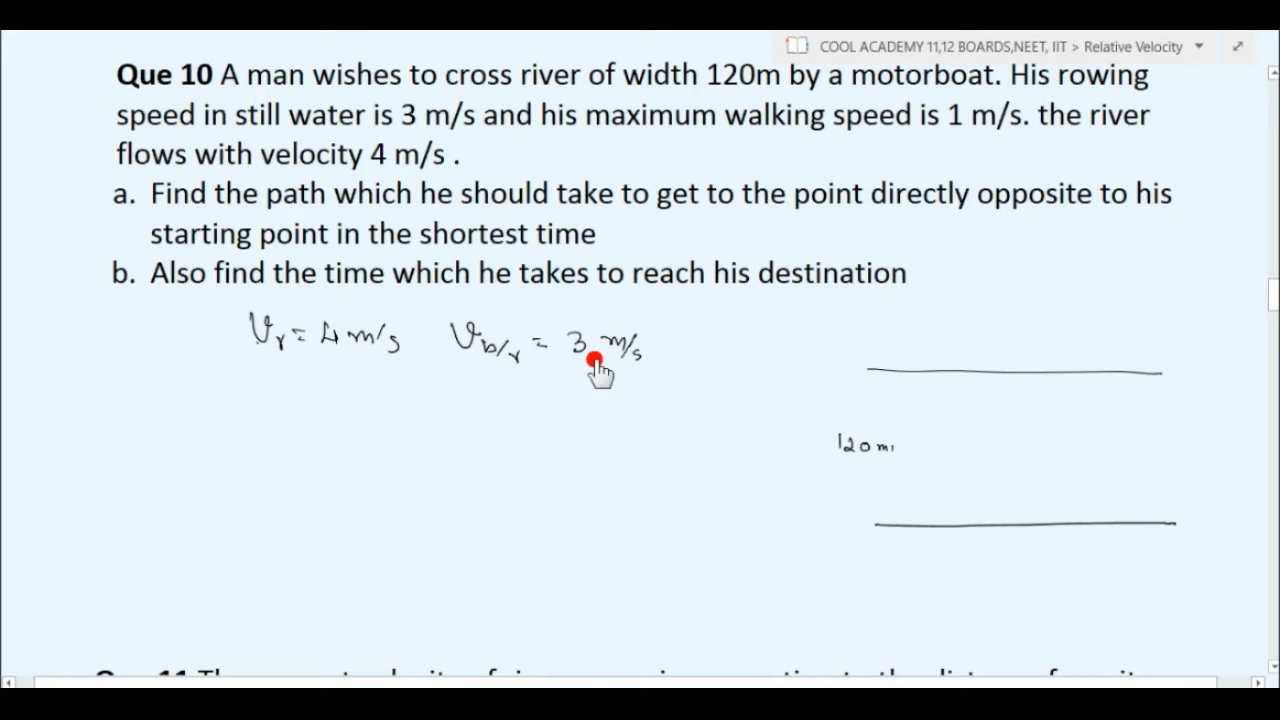 COOL ACADEMY 11,12 BOARDS,NEET, IIT > Relative Velocity
Que 10 A man wishes to cross river of width 120m by a motorboat. His rowing
speed in still water is 3 m/s and his maximum walking speed is 1 m/s. the river
flows with velocity 4 m/s .
a. Find the path which he should take to get to the point directly opposite to his
starting point in the shortest time
b. Also find the time which he takes to reach his destination
Vr = 4 m/s Vb/r = 3 m/s
120 m